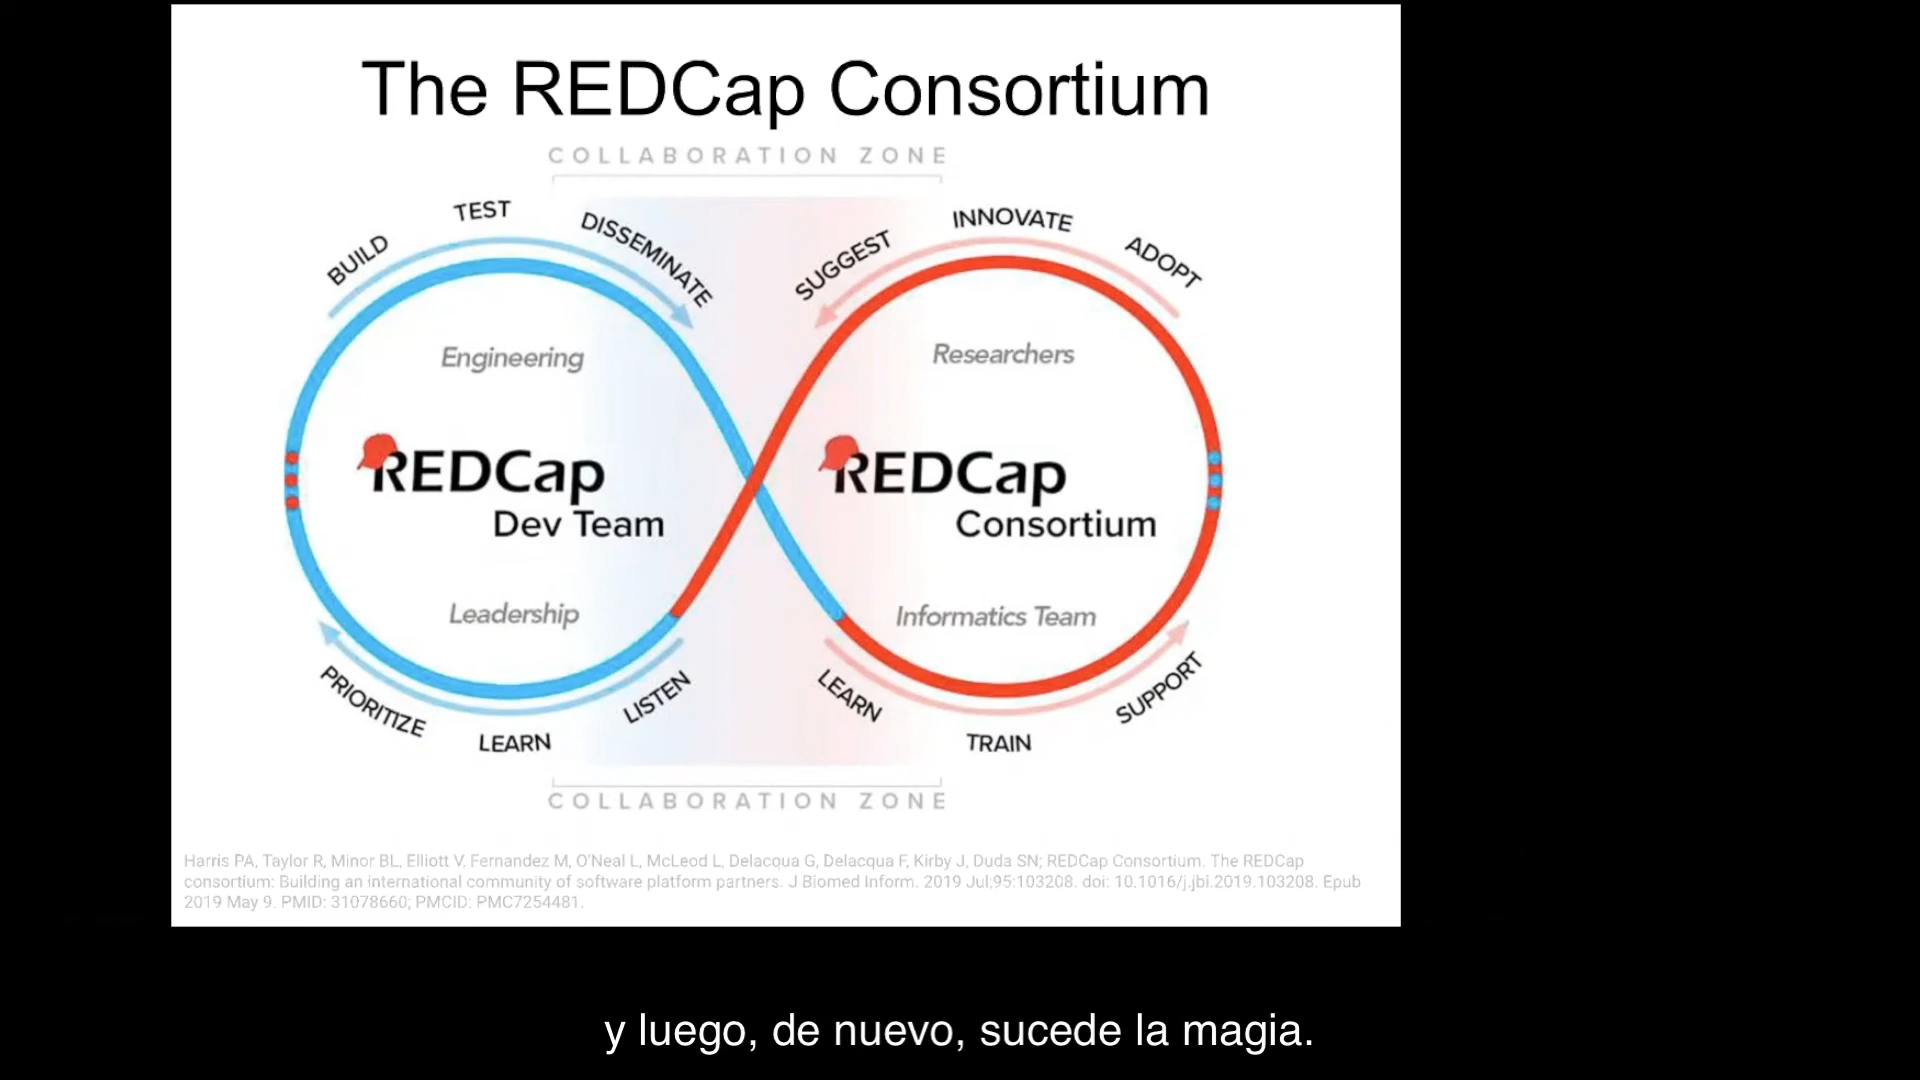 The REDCap Consortium
COLLABORATION ZONE
BUILD
TEST
DISSEMINATE
SUGGEST
INNOVATE
ADOPT
Engineering
Researchers
REDCap
Dev Team
REDCap
Consortium
Leadership
Informatics Team
PRIORITIZE
LEARN
LISTEN
LEARN
TRAIN
SUPPORT
COLLABORATION ZONE
Harris PA, Taylor R, Minor BL, Elliott V, Fernandez M, O'Neal L, McLeod L, Delacqua G, Delacqua F, Kirby J, Duda SN; REDCap Consortium. The REDCap
consortium: Building an international community of software platform partners. J Biomed Inform. 2019 Jul;95:103208. doi: 10.1016/j.jbi.2019.103208. Epub
2019 May 9. PMID: 31078660; PMCID: PMC7254481.
y luego, de nuevo, sucede la magia.